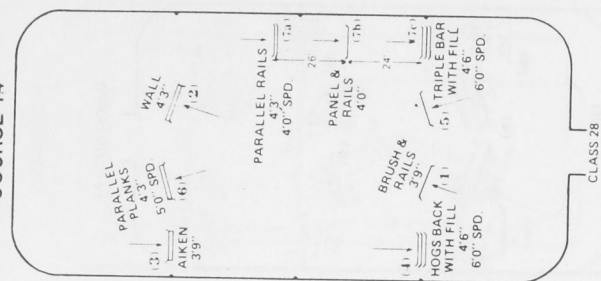 COURSE
(3)
AIKEN
3'9"
PARALLEL
PLANKS
4'3"
5'0" SPD
(6)
WALL
4'3"
(2)
PARALLEL RAILS
4'3"
4'0" SPD.
(7a)
26'
PANEL &
RAILS
4'0"
(7b)
24'
(7c)
TRIPLE BAR
WITH FILL
4'6"
6'0" SPD.
(5)
BRUSH &
RAILS
3'9"
(1)
(4)
HOGS BACK
WITH FILL
4'6"
6'0" SPD.
CLASS 28